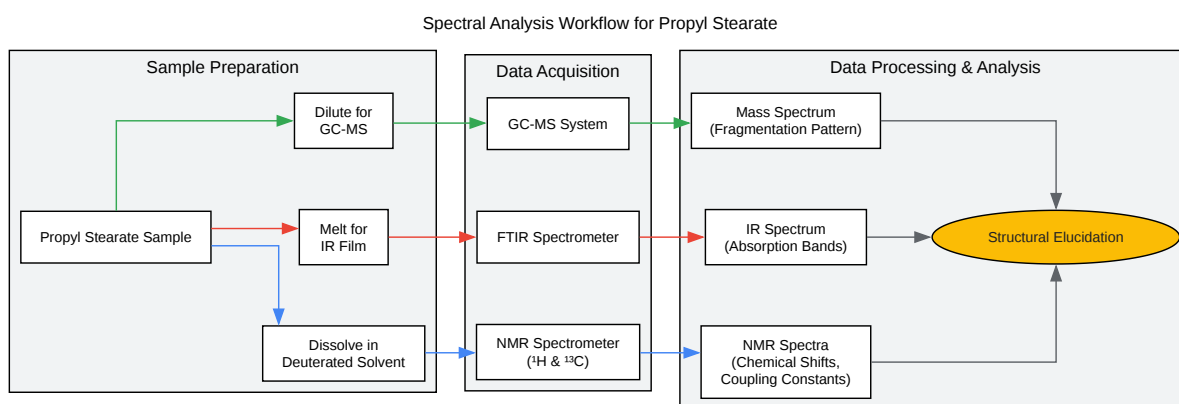 Spectral Analysis Workflow for Propyl Stearate
Sample Preparation
Data Acquisition
Data Processing & Analysis
Dilute for
GC-MS
GC-MS System
Mass Spectrum
(Fragmentation Pattern)
Propyl Stearate Sample
Melt for
IR Film
FTIR Spectrometer
IR Spectrum
(Absorption Bands)
Structural Elucidation
Dissolve in
Deuterated Solvent
NMR Spectrometer
(¹H & ¹³C)
NMR Spectra
(Chemical Shifts,
Coupling Constants)